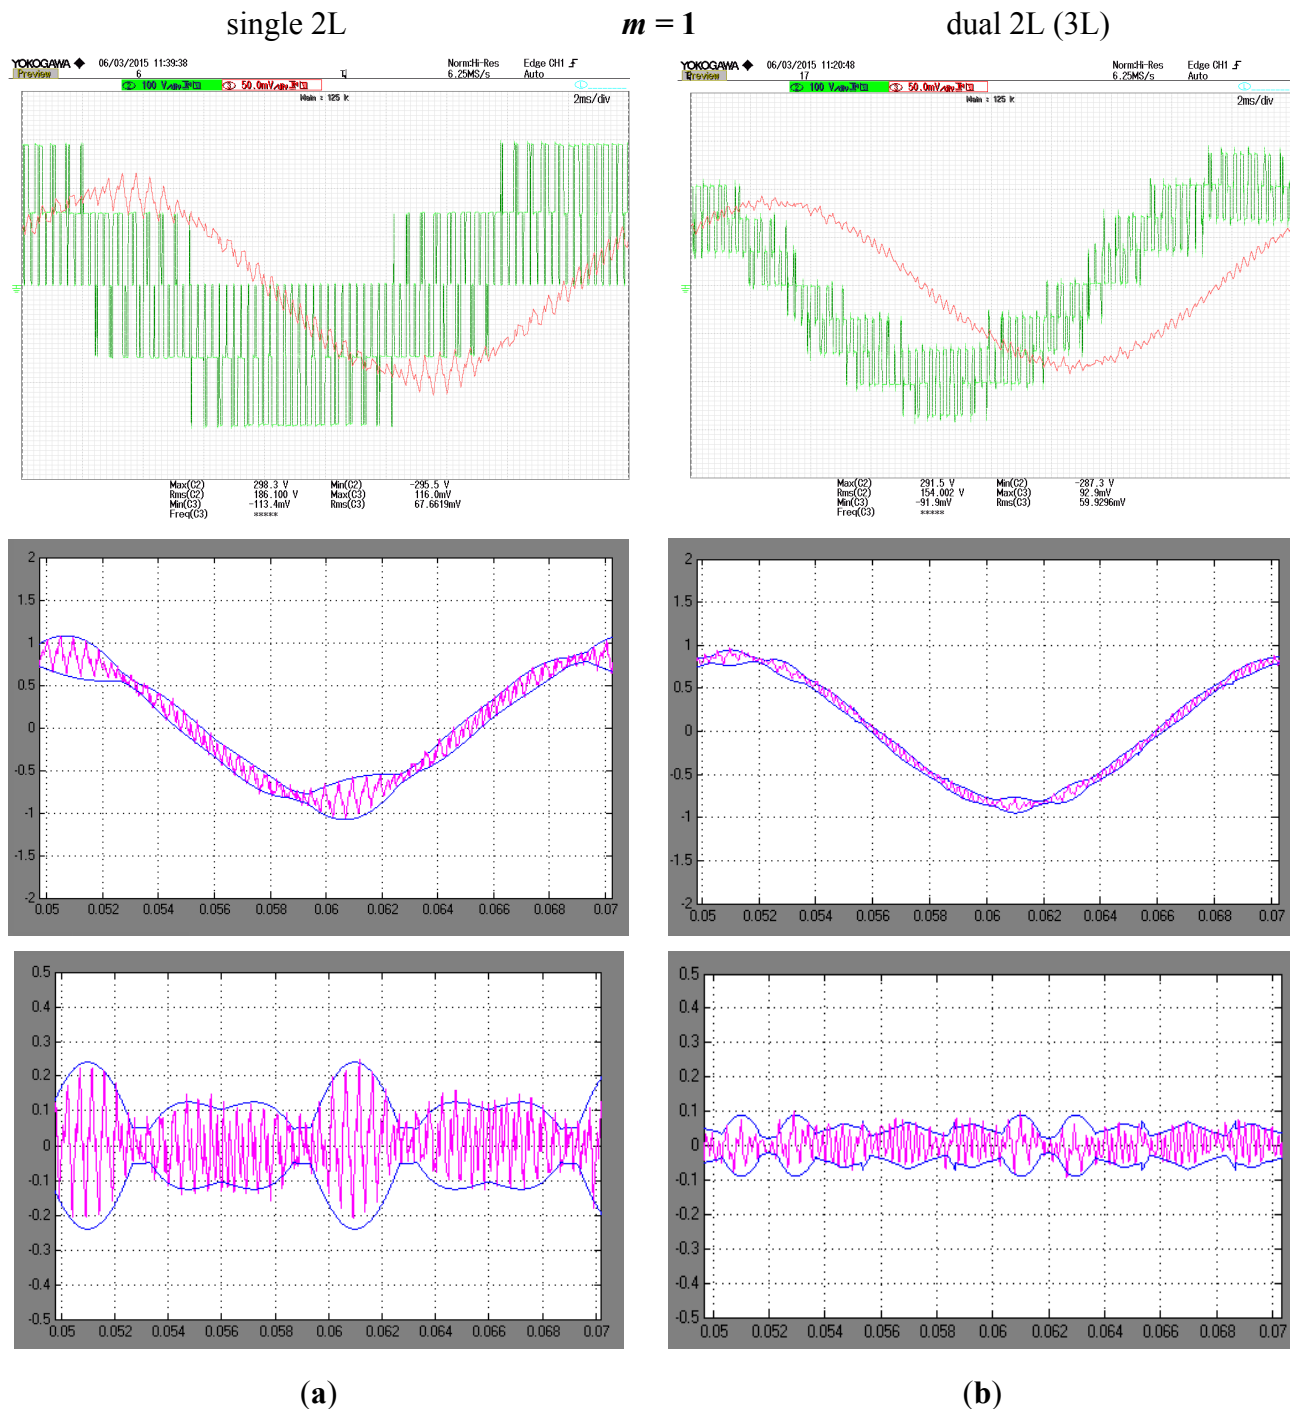 single 2L m = 1 dual 2L (3L)
YOKOGAWA ◆ 06/03/2015 11:39:38 Norm:Hi-Res Edge CH1
Preview 6 6.25MS/s Auto
100 V/div 50.0mV/div
Main : 125 k 2ms/div
Max(C2) 298.3 V Min(C2) -295.5 V
Rms(C2) 186.100 V Max(C3) 116.0mV
Min(C3) -113.4mV Rms(C3) 67.6619mV
Freq(C3) *****
YOKOGAWA ◆ 06/03/2015 11:20:48 Norm:Hi-Res Edge CH1
Preview 17 6.25MS/s Auto
100 V/div 50.0mV/div
Main : 125 k 2ms/div
Max(C2) 291.5 V Min(C2) -287.3 V
Rms(C2) 154.002 V Max(C3) 92.9mV
Min(C3) -91.9mV Rms(C3) 59.9296mV
Freq(C3) *****
2
1.5
1
0.5
0
-0.5
-1
-1.5
-2
0.05 0.052 0.054 0.056 0.058 0.06 0.062 0.064 0.066 0.068 0.07
2
1.5
1
0.5
0
-0.5
-1
-1.5
-2
0.05 0.052 0.054 0.056 0.058 0.06 0.062 0.064 0.066 0.068 0.07
0.5
0.4
0.3
0.2
0.1
0
-0.1
-0.2
-0.3
-0.4
-0.5
0.05 0.052 0.054 0.056 0.058 0.06 0.062 0.064 0.066 0.068 0.07
0.5
0.4
0.3
0.2
0.1
0
-0.1
-0.2
-0.3
-0.4
-0.5
0.05 0.052 0.054 0.056 0.058 0.06 0.062 0.064 0.066 0.068 0.07
(a) (b)